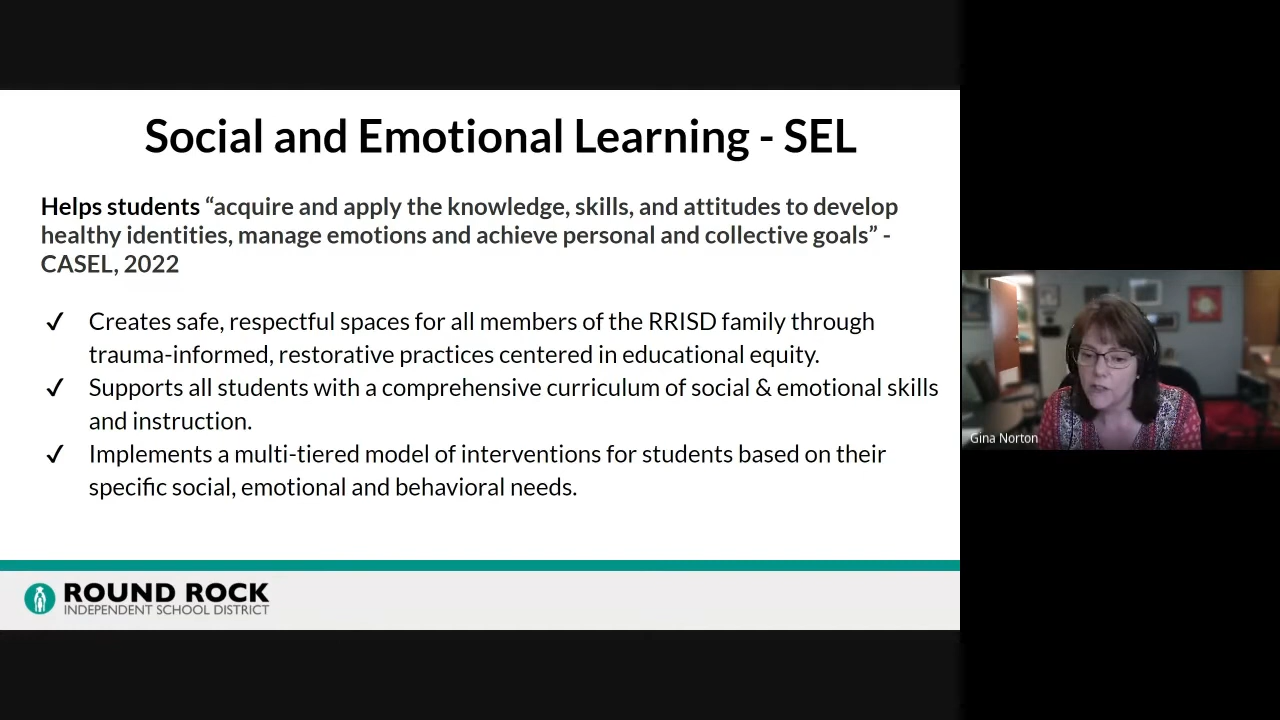 Social and Emotional Learning - SEL
Helps students “acquire and apply the knowledge, skills, and attitudes to develop
healthy identities, manage emotions and achieve personal and collective goals” -
CASEL, 2022
✓ Creates safe, respectful spaces for all members of the RRISD family through
trauma-informed, restorative practices centered in educational equity.
✓ Supports all students with a comprehensive curriculum of social & emotional skills
and instruction.
✓ Implements a multi-tiered model of interventions for students based on their
specific social, emotional and behavioral needs.
ROUND ROCK
INDEPENDENT SCHOOL DISTRICT
Gina Norton